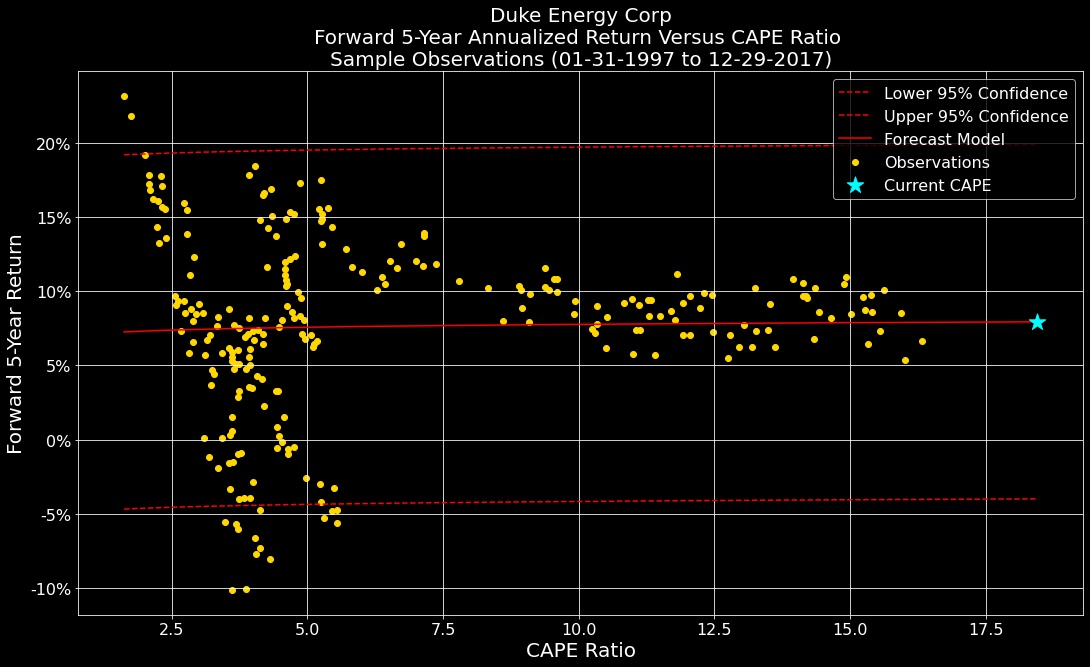 Duke Energy Corp
Forward 5-Year Annualized Return Versus CAPE Ratio
Sample Observations (01-31-1997 to 12-29-2017)
Lower 95% Confidence
Upper 95% Confidence
Forecast Model
Observations
Current CAPE
Forward 5-Year Return
20%
15%
10%
5%
0%
-5%
-10%
2.5
5.0
7.5
10.0
12.5
15.0
17.5
CAPE Ratio